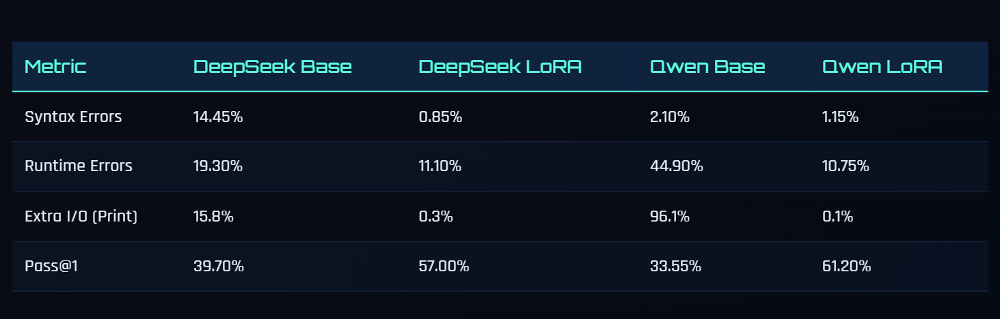 Metric DeepSeek Base DeepSeek LoRA Qwen Base Qwen LoRA
Syntax Errors 14.45% 0.85% 2.10% 1.15%
Runtime Errors 19.30% 11.10% 44.90% 10.75%
Extra I/O (Print) 15.8% 0.3% 96.1% 0.1%
Pass@1 39.70% 57.00% 33.55% 61.20%